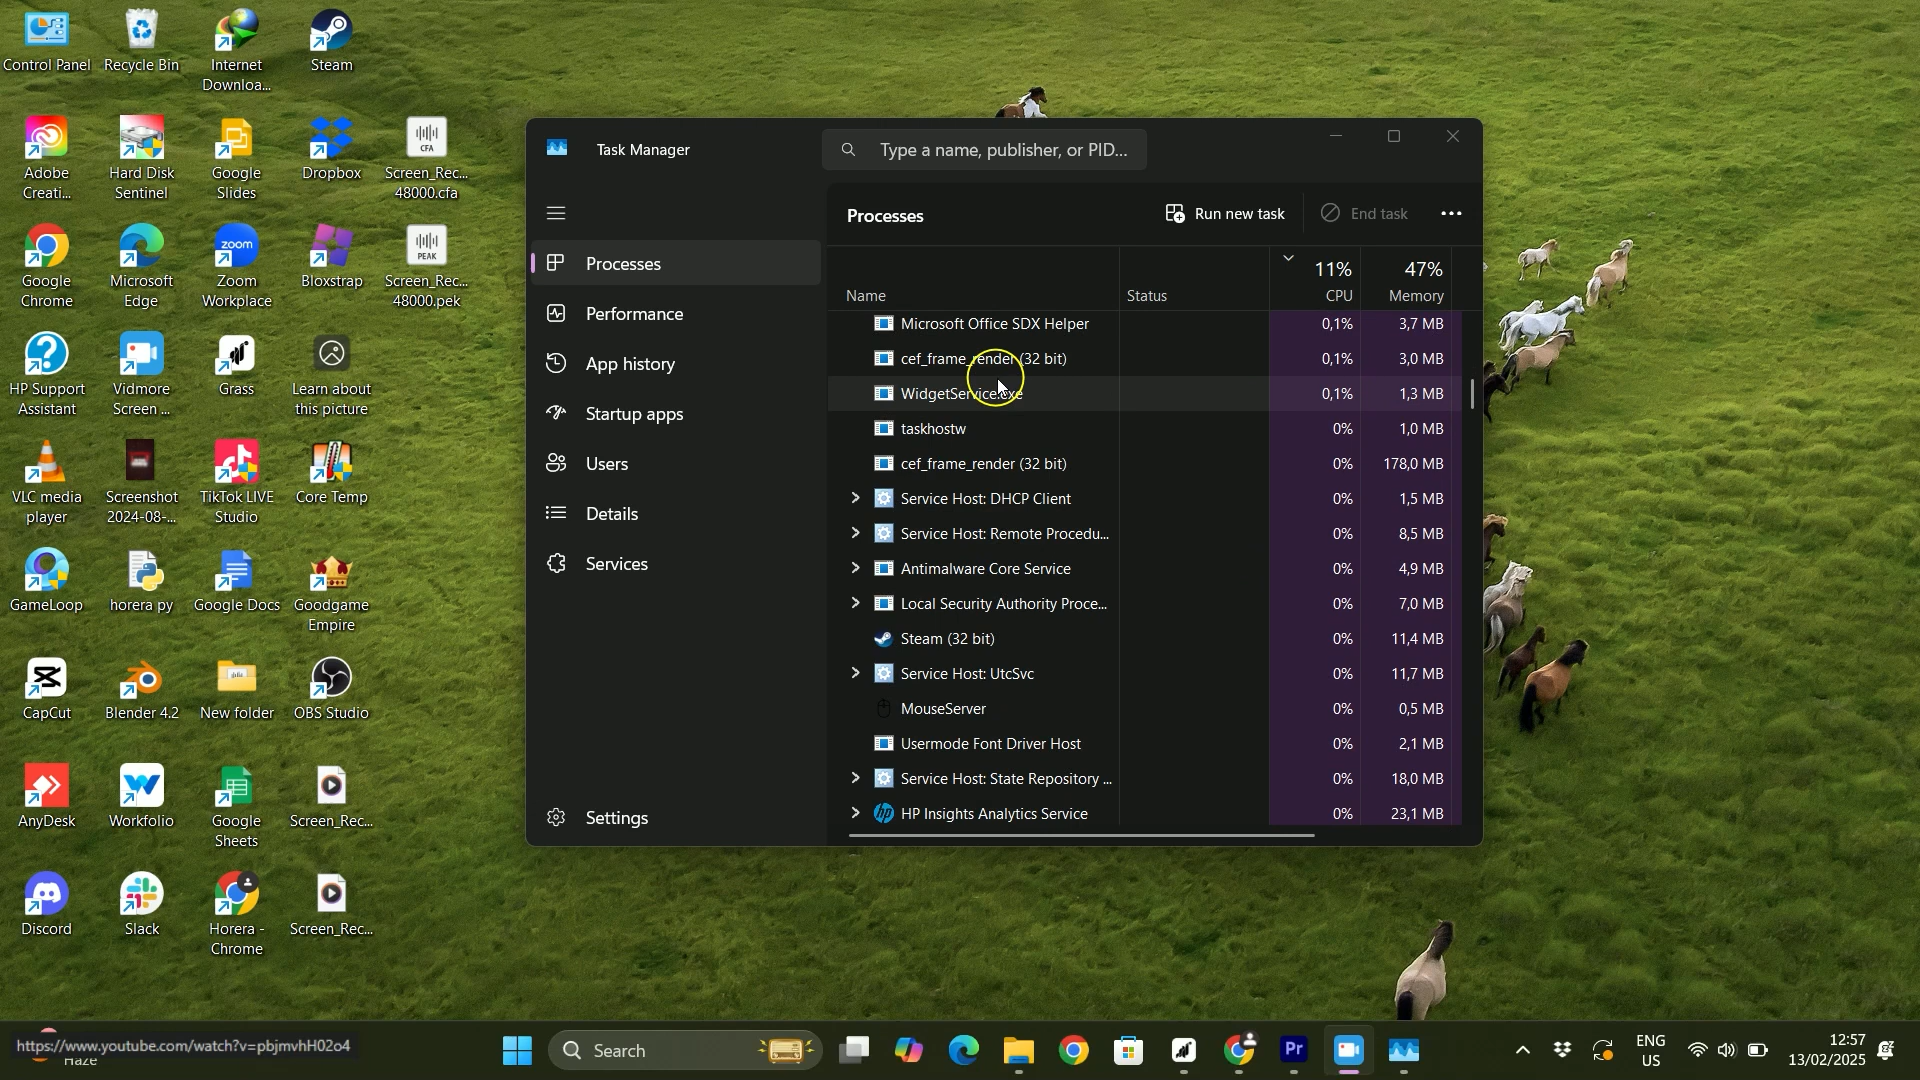 Control Panel
Recycle Bin
Internet
Downloa...
Steam
Adobe
Creati...
Hard Disk
Sentinel
Google
Slides
Dropbox
CFA
Screen_Rec...
48000.cfa
Google
Chrome
Microsoft
Edge
zoom
Zoom
Workplace
Bloxstrap
PEAK
Screen_Rec...
48000.pek
HP Support
Assistant
Vidmore
Screen ...
Grass
Learn about
this picture
VLC media
player
Screenshot
2024-08-...
TikTok LIVE
Studio
Core Temp
GameLoop
horera py
Google Docs
Goodgame
Empire
CapCut
Blender 4.2
New folder
OBS Studio
AnyDesk
Workfolio
Google
Sheets
Screen_Rec...
Discord
Slack
Horera -
Chrome
Screen_Rec...
Task Manager
Type a name, publisher, or PID...
Processes
Performance
App history
Startup apps
Users
Details
Services
Settings
Processes
Run new task
End task
Name
Status
11%
CPU
47%
Memory
Microsoft Office SDX Helper 0,1% 3,7 MB
cef_frame_render (32 bit) 0,1% 3,0 MB
WidgetService.exe 0,1% 1,3 MB
taskhostw 0% 1,0 MB
cef_frame_render (32 bit) 0% 178,0 MB
Service Host: DHCP Client 0% 1,5 MB
Service Host: Remote Procedu... 0% 8,5 MB
Antimalware Core Service 0% 4,9 MB
Local Security Authority Proce... 0% 7,0 MB
Steam (32 bit) 0% 11,4 MB
Service Host: UtcSvc 0% 11,7 MB
MouseServer 0% 0,5 MB
Usermode Font Driver Host 0% 2,1 MB
Service Host: State Repository ... 0% 18,0 MB
HP Insights Analytics Service 0% 23,1 MB
https://www.youtube.com/watch?v=pbjmvhH02o4
Haze
Search
Pr
ENG
US
12:57
13/02/2025